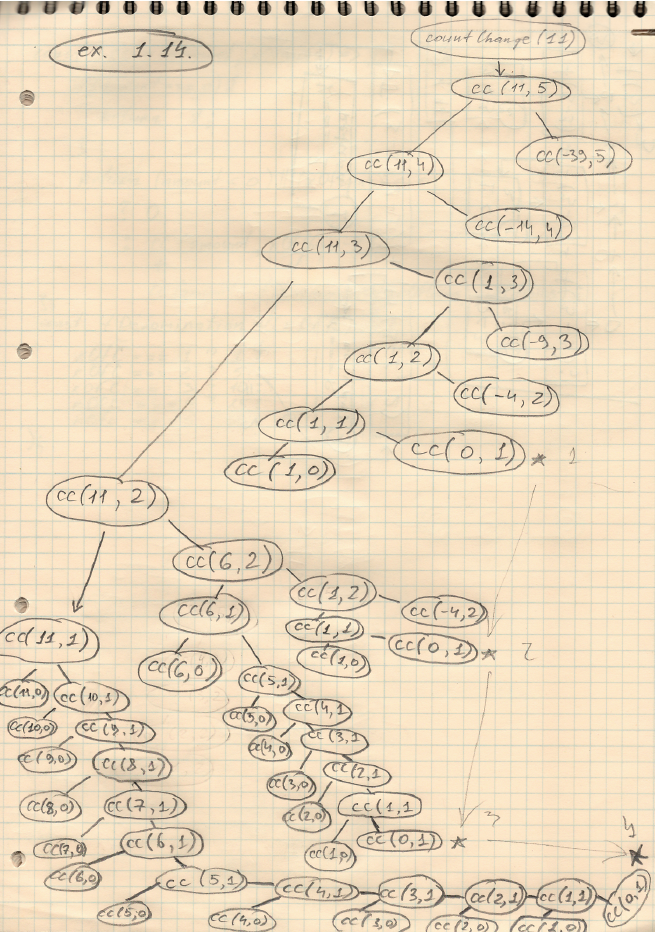 ex. 1.14.
countChange(11)
cc(11,5)
cc(11,4)
cc(-39,5)
cc(-14,4)
cc(11,3)
cc(1,3)
cc(1,2)
cc(-9,3)
cc(-4,2)
cc(1,1)
cc(1,0)
cc(0,1) * 1
cc(11,2)
cc(6,2)
cc(1,2)
cc(-4,2)
cc(6,1)
cc(1,1)
cc(0,1) * 2
cc(11,1)
cc(6,0)
cc(1,0)
cc(5,1)
cc(11,0)
cc(10,1)
cc(5,0)
cc(4,1)
cc(10,0)
cc(9,1)
cc(4,0)
cc(3,1)
cc(9,0)
cc(8,1)
cc(3,0)
cc(2,1)
cc(8,0)
cc(7,1)
cc(2,0)
cc(1,1)
cc(7,0)
cc(6,1)
cc(1,0)
cc(0,1) * 3
4
*
cc(6,0)
cc(5,1)
cc(4,1)
cc(3,1)
cc(2,1)
cc(1,1)
cc(0,1)
cc(5,0)
cc(4,0)
cc(3,0)
cc(2,0)
cc(1,0)